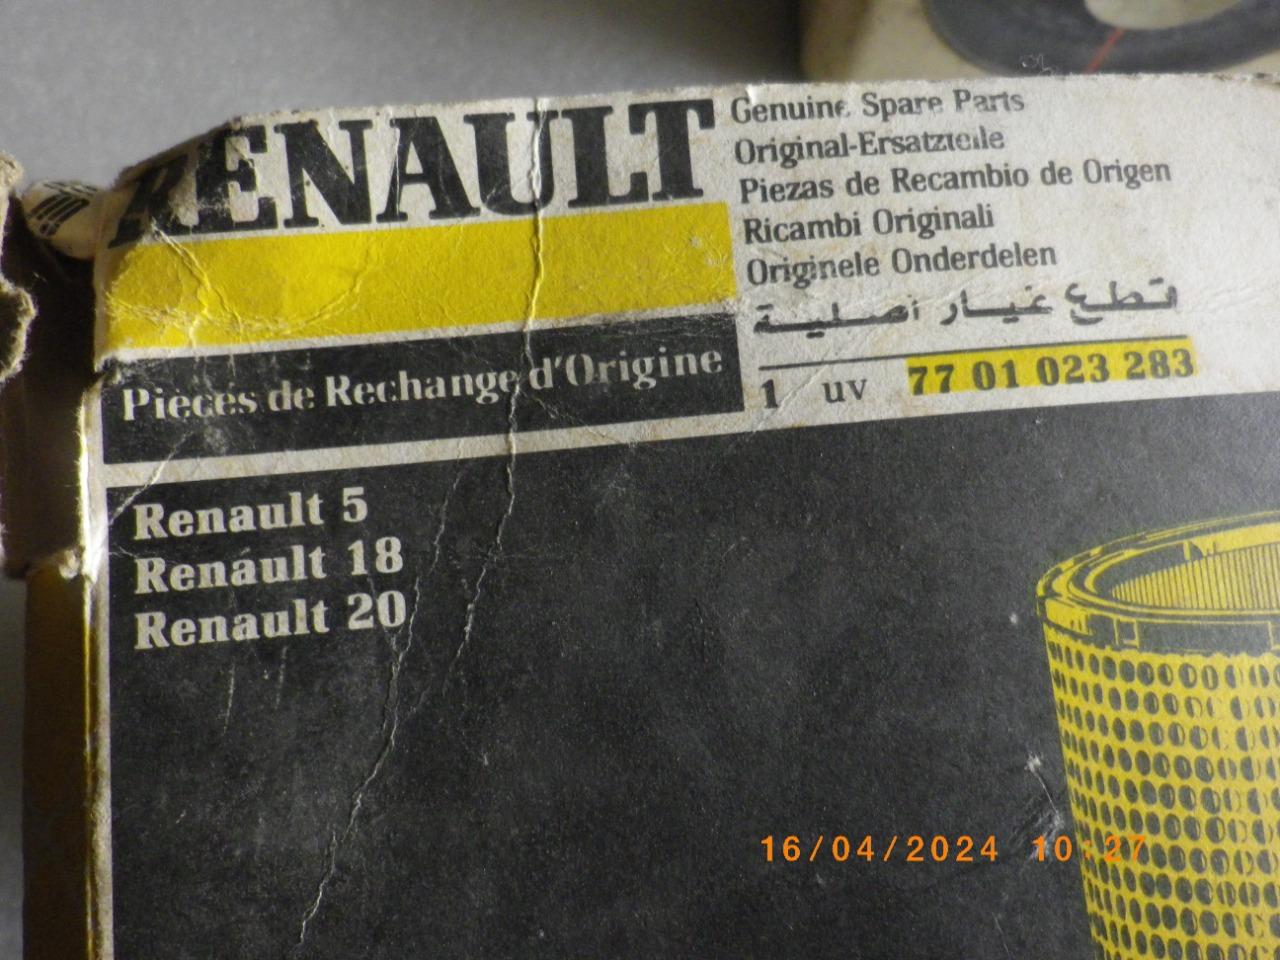 RENAULT
Genuine Spare Parts
Original-Ersatzteile
Piezas de Recambio de Origen
Ricambi Originali
Originele Onderdelen
قطع غيار أصلية
Pièces de Rechange d'Origine
1 uv 77 01 023 283
Renault 5
Renault 18
Renault 20
16/04/2024 10:27